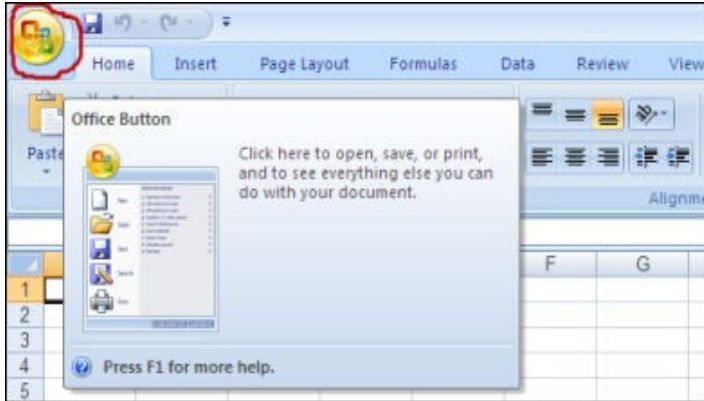 Home Insert Page Layout Formulas Data Review View
Office Button
Paste
Click here to open, save, or print,
and to see everything else you can
do with your document.
Alignm
F G
1
2
3
4
5
Press F1 for more help.